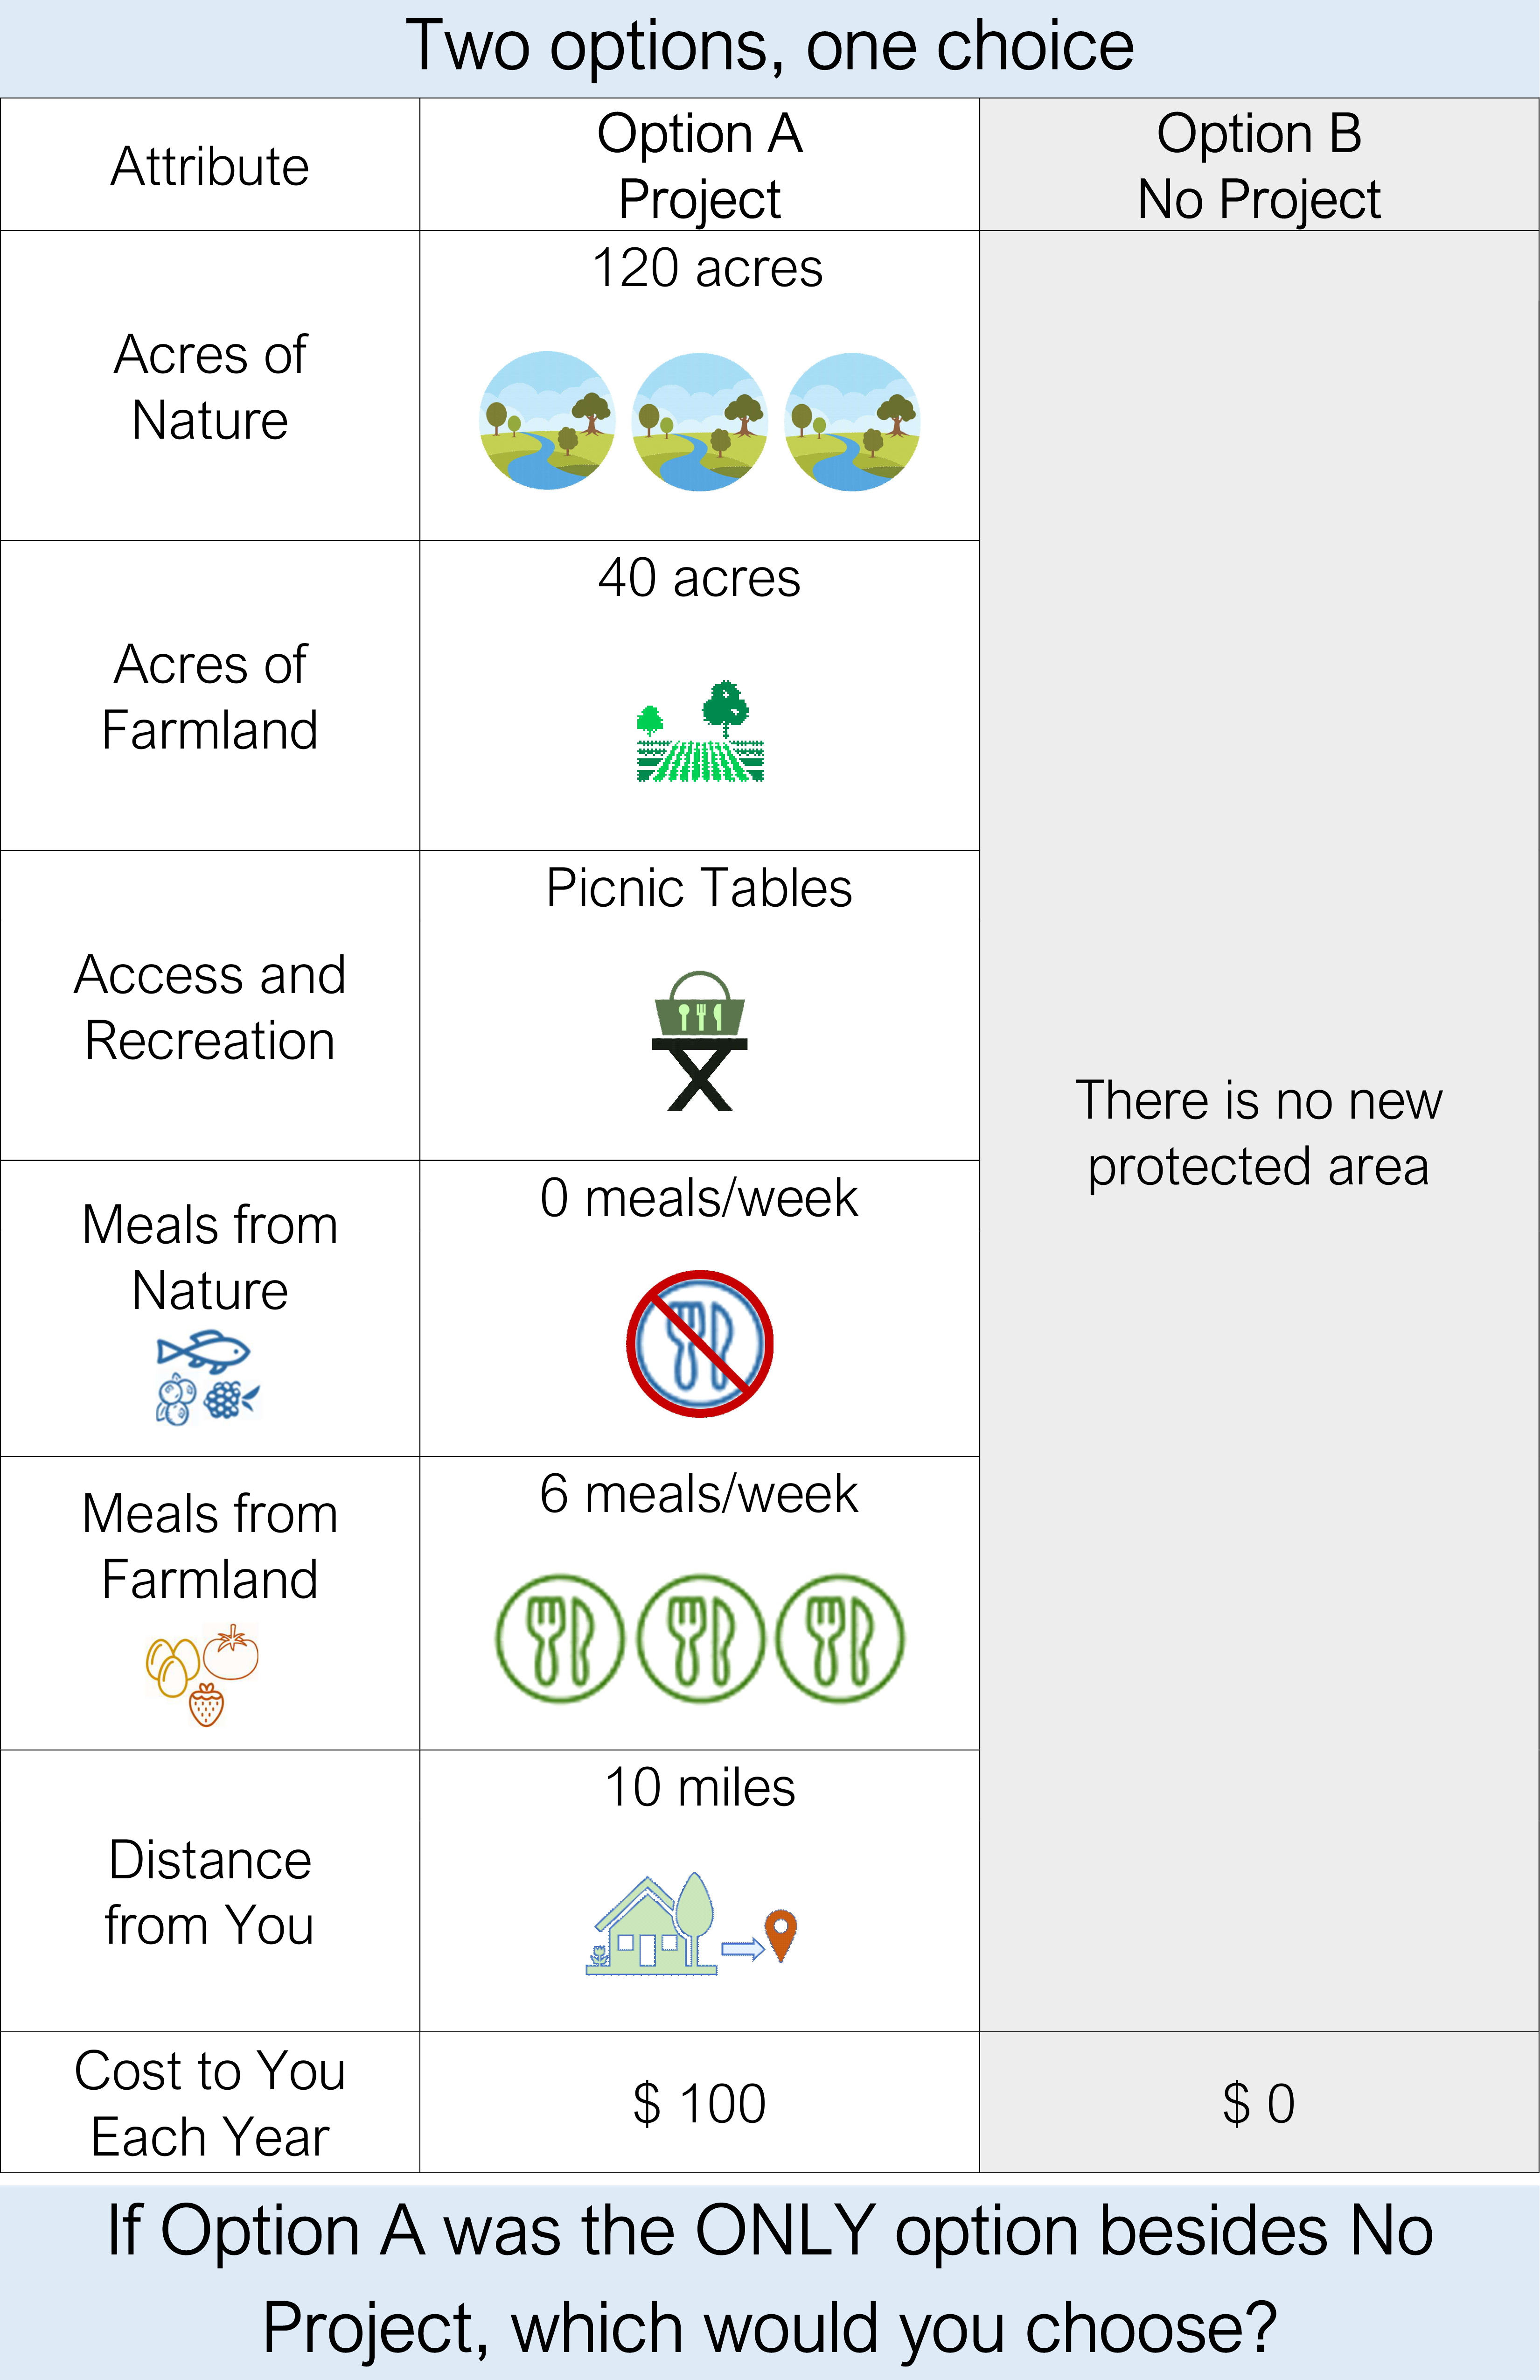 Two options, one choice
Attribute
Option A
Project
Option B
No Project
Acres of
Nature
120 acres
Acres of
Farmland
40 acres
Access and
Recreation
Picnic Tables
There is no new
protected area
Meals from
Nature
0 meals/week
Meals from
Farmland
6 meals/week
Distance
from You
10 miles
Cost to You
Each Year
$ 100
$ 0
If Option A was the ONLY option besides No
Project, which would you choose?